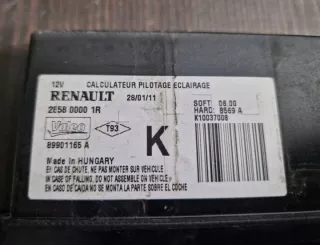 12V CALCULATEUR PILOTAGE ECLAIRAGE
RENAULT 28/01/11 SOFT 06.00
2E58 0000 1R HARD: 8569 A
K10037008
Valeo T93 K
89901165 A
Made in HUNGARY
EN CAS DE CHUTE, NE PAS MONTER SUR VEHICULE
IN CASE OF FALLING, DO NOT ASSEMBLE ON VEHICLE
EN CASO DE CAIDA NO SE MONTA LA PARTE SOBRE EL COCHE